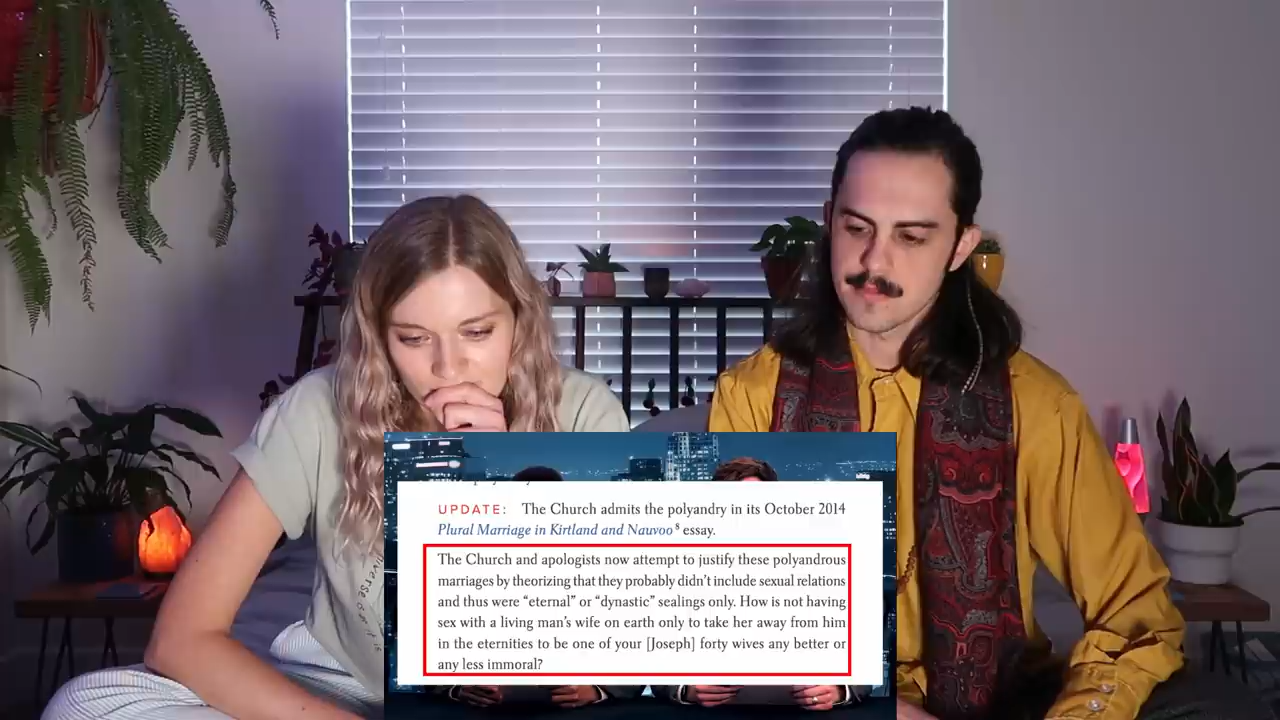 UPDATE: The Church admits the polyandry in its October 2014
Plural Marriage in Kirtland and Nauvoo 8 essay.
The Church and apologists now attempt to justify these polyandrous
marriages by theorizing that they probably didn't include sexual relations
and thus were “eternal” or “dynastic” sealings only. How is not having
sex with a living man's wife on earth only to take her away from him
in the eternities to be one of your [Joseph] forty wives any better or
any less immoral?